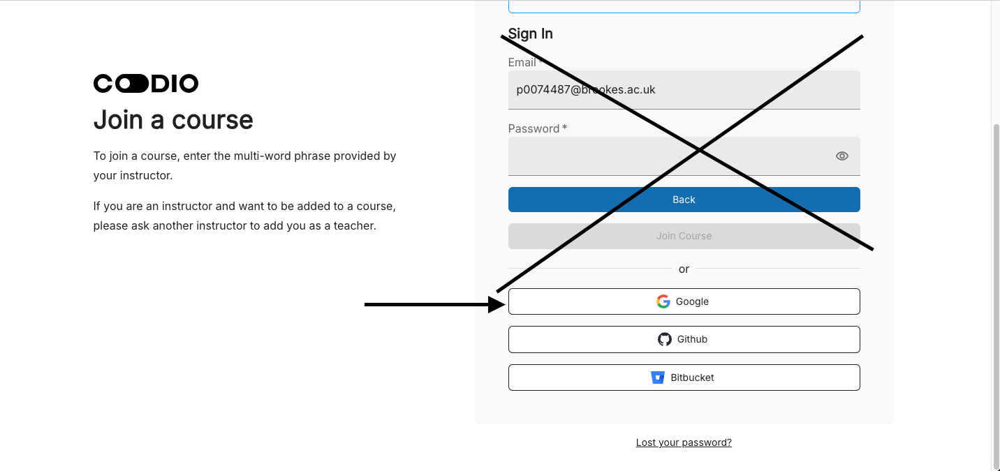 CODIO
Join a course
To join a course, enter the multi-word phrase provided by
your instructor.
If you are an instructor and want to be added to a course,
please ask another instructor to add you as a teacher.
Sign In
Email *
p0074487@brookes.ac.uk
Password *
Back
Join Course
or
Google
Github
Bitbucket
Lost your password?